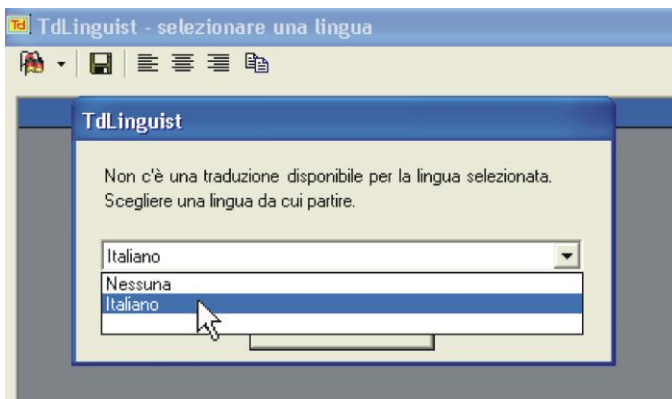 Td TdLinguist - selezionare una lingua
TdLinguist
Non c'è una traduzione disponibile per la lingua selezionata.
Scegliere una lingua da cui partire.
Italiano
Nessuna
Italiano